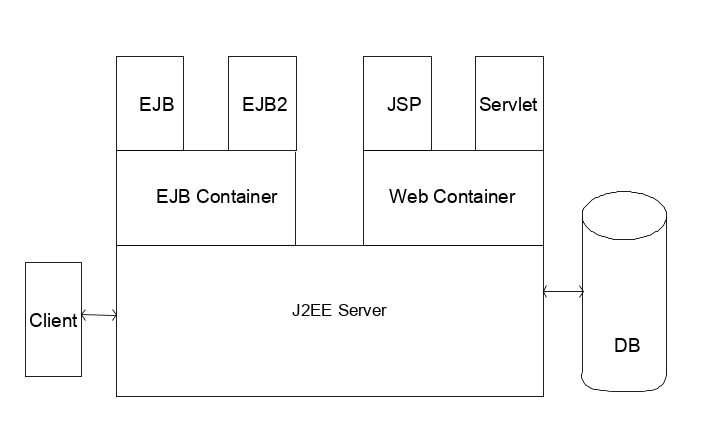 EJB
EJB2
JSP
Servlet
EJB Container
Web Container
J2EE Server
Client
DB